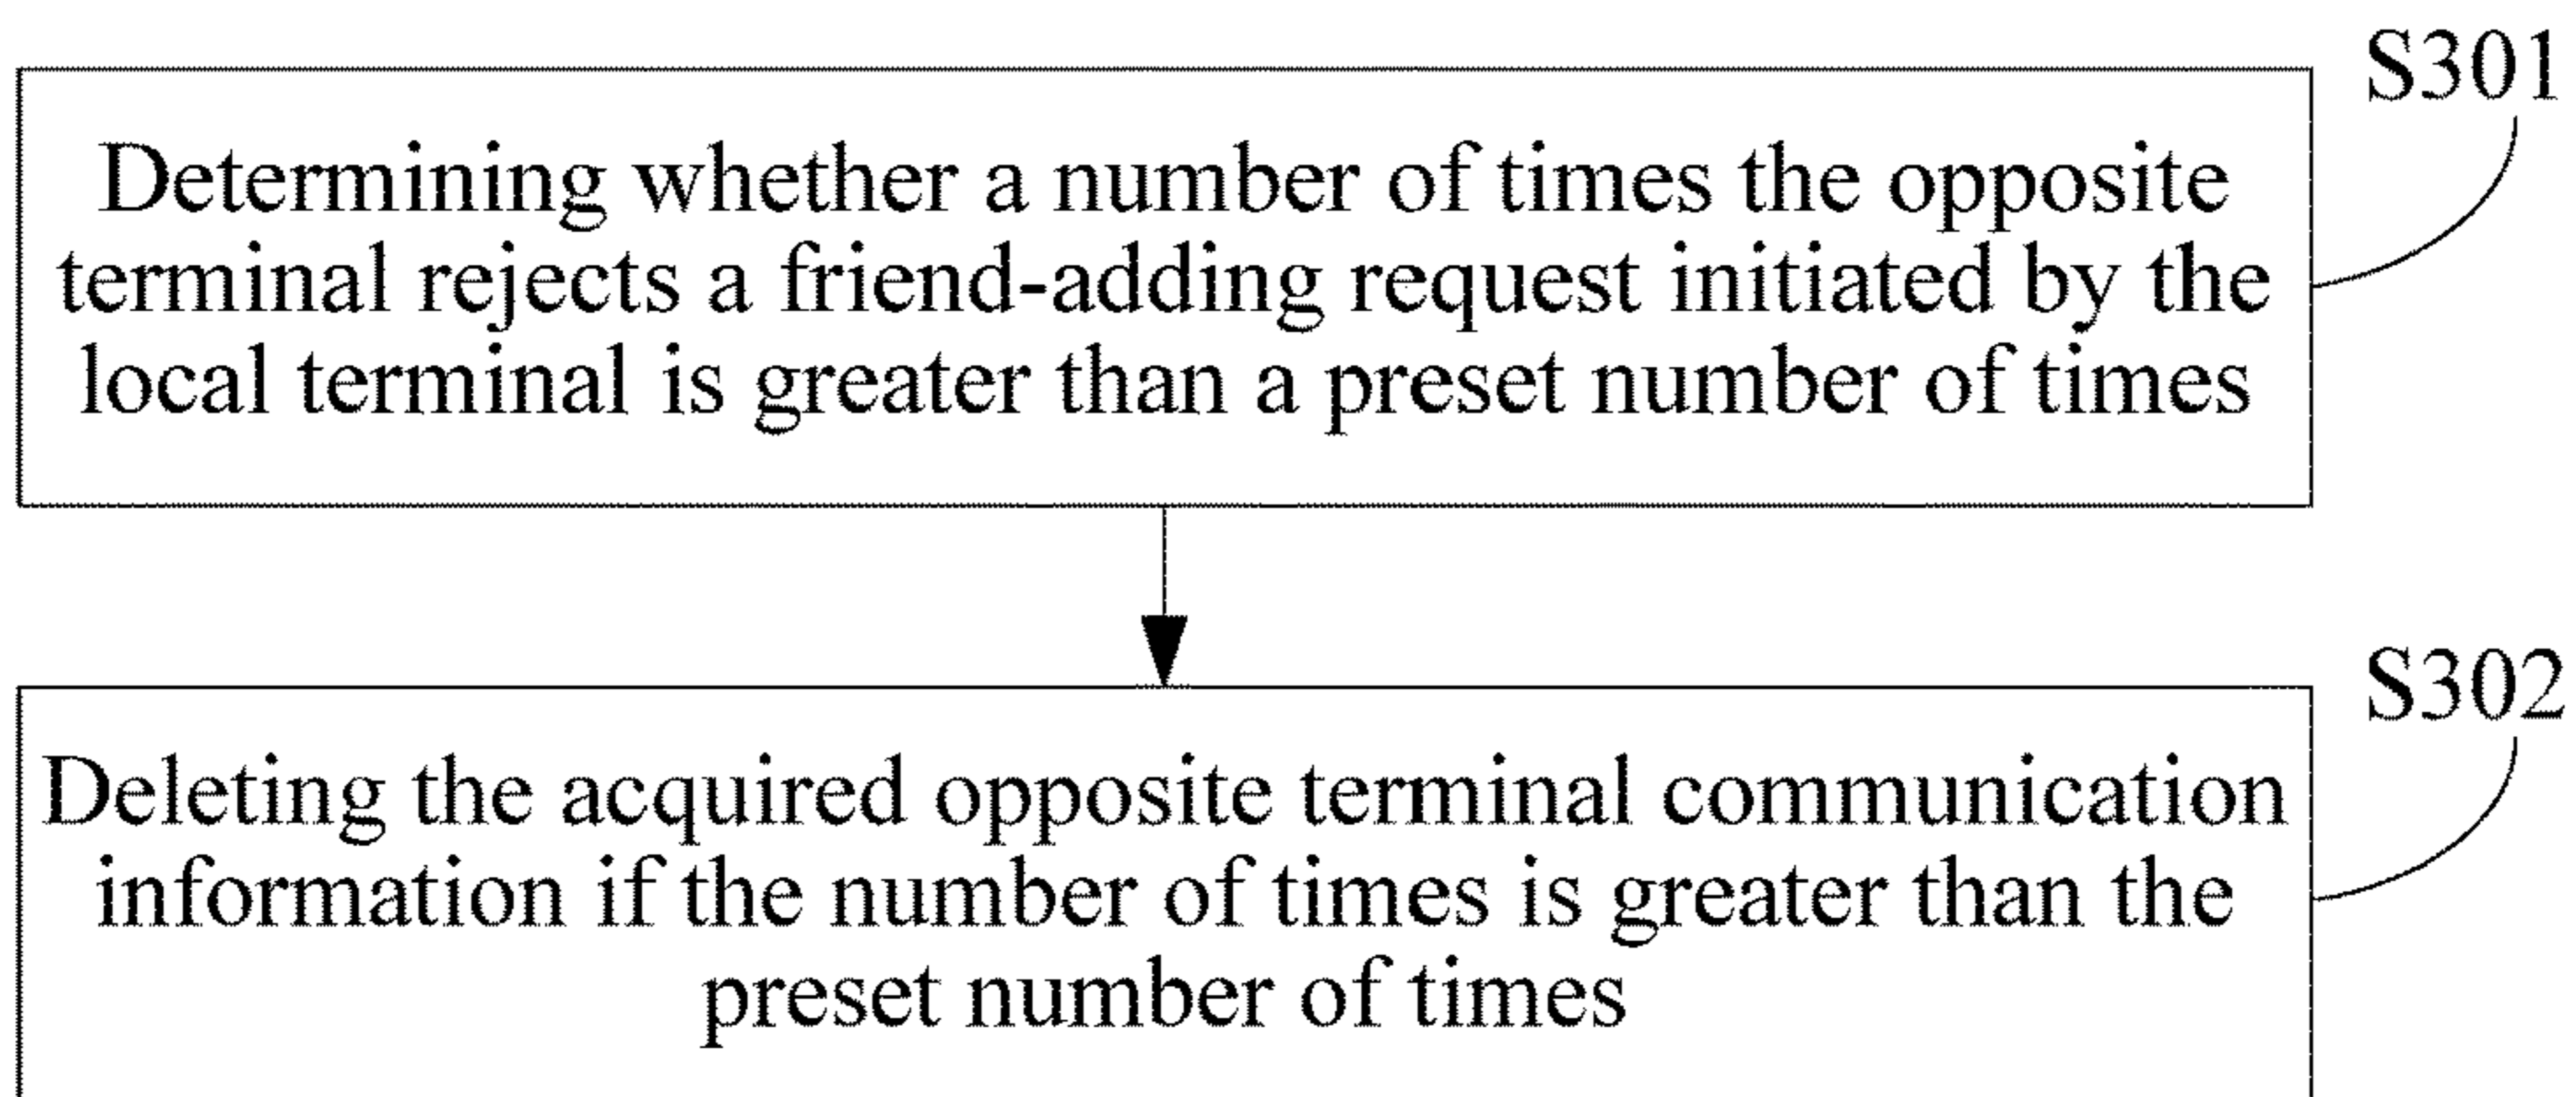 S301
Determining whether a number of times the opposite
terminal rejects a friend-adding request initiated by the
local terminal is greater than a preset number of times
S302
Deleting the acquired opposite terminal communication
information if the number of times is greater than the
preset number of times